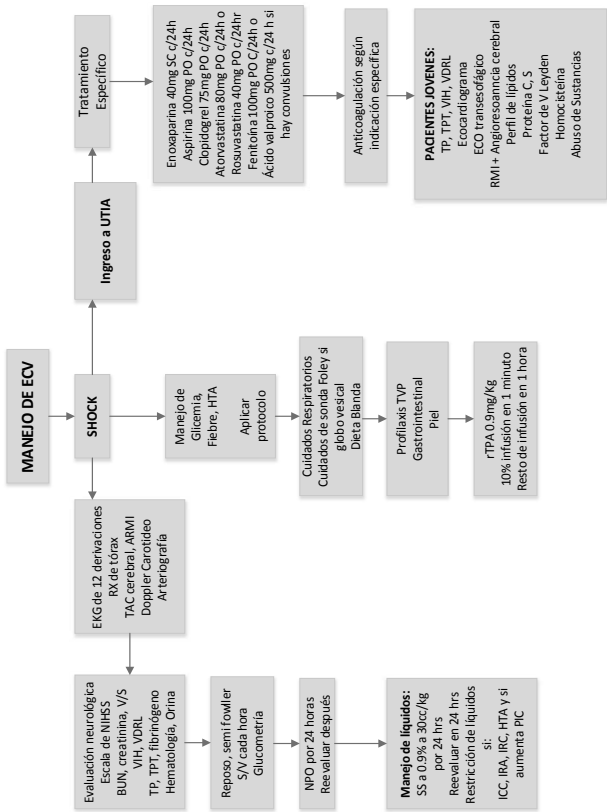 MANEJO DE ECV
SHOCK
EKG de 12 derivaciones
RX de tórax
TAC cerebral, ARMI
Doppler Carotideo
Arteriografía
Evaluación neurológica
Escala de NIHSS
BUN, creatinina, V/S
VIH, VDRL
TP, TPT, fibrinógeno
Hematología, Orina
Reposo, semi fowller
S/V cada hora
Glucometría
NPO por 24 horas
Reevaluar después
Manejo de líquidos:
SS a 0.9% a 30cc/kg
por 24 hrs
Reevaluar en 24 hrs
Restricción de líquidos
si:
ICC, IRA, IRC, HTA y si
aumenta PIC
Manejo de
Glicemia,
Fiebre, HTA
Aplicar
protocolo
Cuidados Respiratorios
Cuidados de sonda Foley si
globo vesical
Dieta Blanda
Profilaxis TVP
Gastrointestinal
Piel
rTPA 0.9mg/Kg
10% infusión en 1 minuto
Resto de infusión en 1 hora
Ingreso a UTIA
Tratamiento
Específico
Enoxaparina 40mg SC c/24h
Aspirina 100mg PO c/24h
Clopidogrel 75mg PO c/24h
Atorvastatina 80mg PO c/24h o
Rosuvastatina 40mg PO c/24hr
Fenitoína 100mg PO C/24h o
Ácido valproico 500mg c/24 h si
hay convulsiones
Anticoagulación según
indicación específica
PACIENTES JOVENES:
TP, TPT, VIH, VDRL
Ecocardiograma
ECO transesofágico
RMI + Angioresoanncia cerebral
Perfil de lípidos
Proteína C, S
Factor de V Leyden
Homocisteína
Abuso de Sustancias